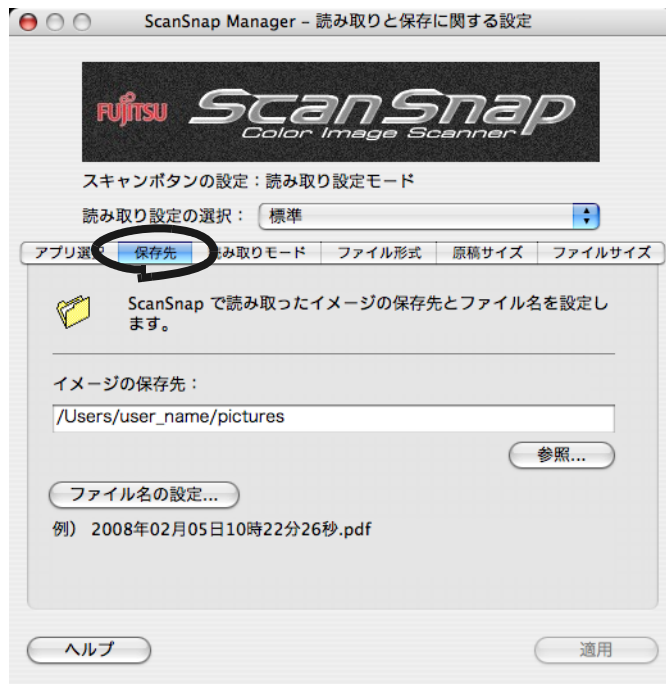 ScanSnap Manager – 読み取りと保存に関する設定
FUJITSU ScanSnap
Color Image Scanner
スキャンボタンの設定：読み取り設定モード
読み取り設定の選択： 標準
アプリ選択 保存先 読み取りモード ファイル形式 原稿サイズ ファイルサイズ
ScanSnap で読み取ったイメージの保存先とファイル名を設定し
ます。
イメージの保存先：
/Users/user_name/pictures
参照...
ファイル名の設定...
例） 2008年02月05日10時22分26秒.pdf
ヘルプ 適用